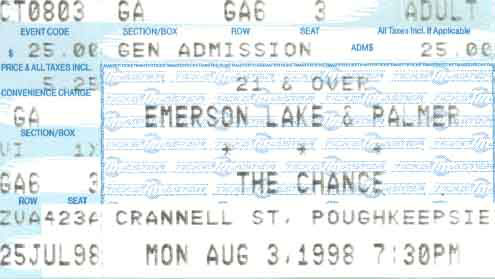 CT0803 GA GA6 3 ADULT
EVENT CODE SECTION/BOX ROW SEAT All Taxes Incl. If Applicable
$ 25.00 GEN ADMISSION ADM$ 25.00
PRICE & ALL TAXES INCL.
5.25 21 & OVER
CONVENIENCE CHARGE
GA EMERSON LAKE & PALMER
SECTION/BOX
VI 1X * * *
GA6 3 THE CHANCE
ROW SEAT
ZVA423A CRANNELL ST. POUGHKEEPSIE
25JUL98 MON AUG 3,1998 7:30PM